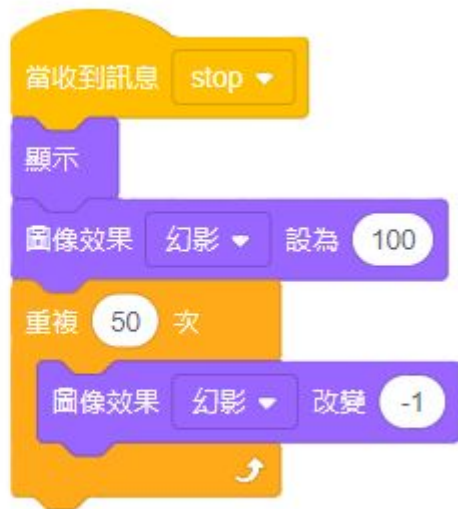 當收到訊息 stop
顯示
圖像效果 幻影 設為 100
重複 50 次
圖像效果 幻影 改變 -1